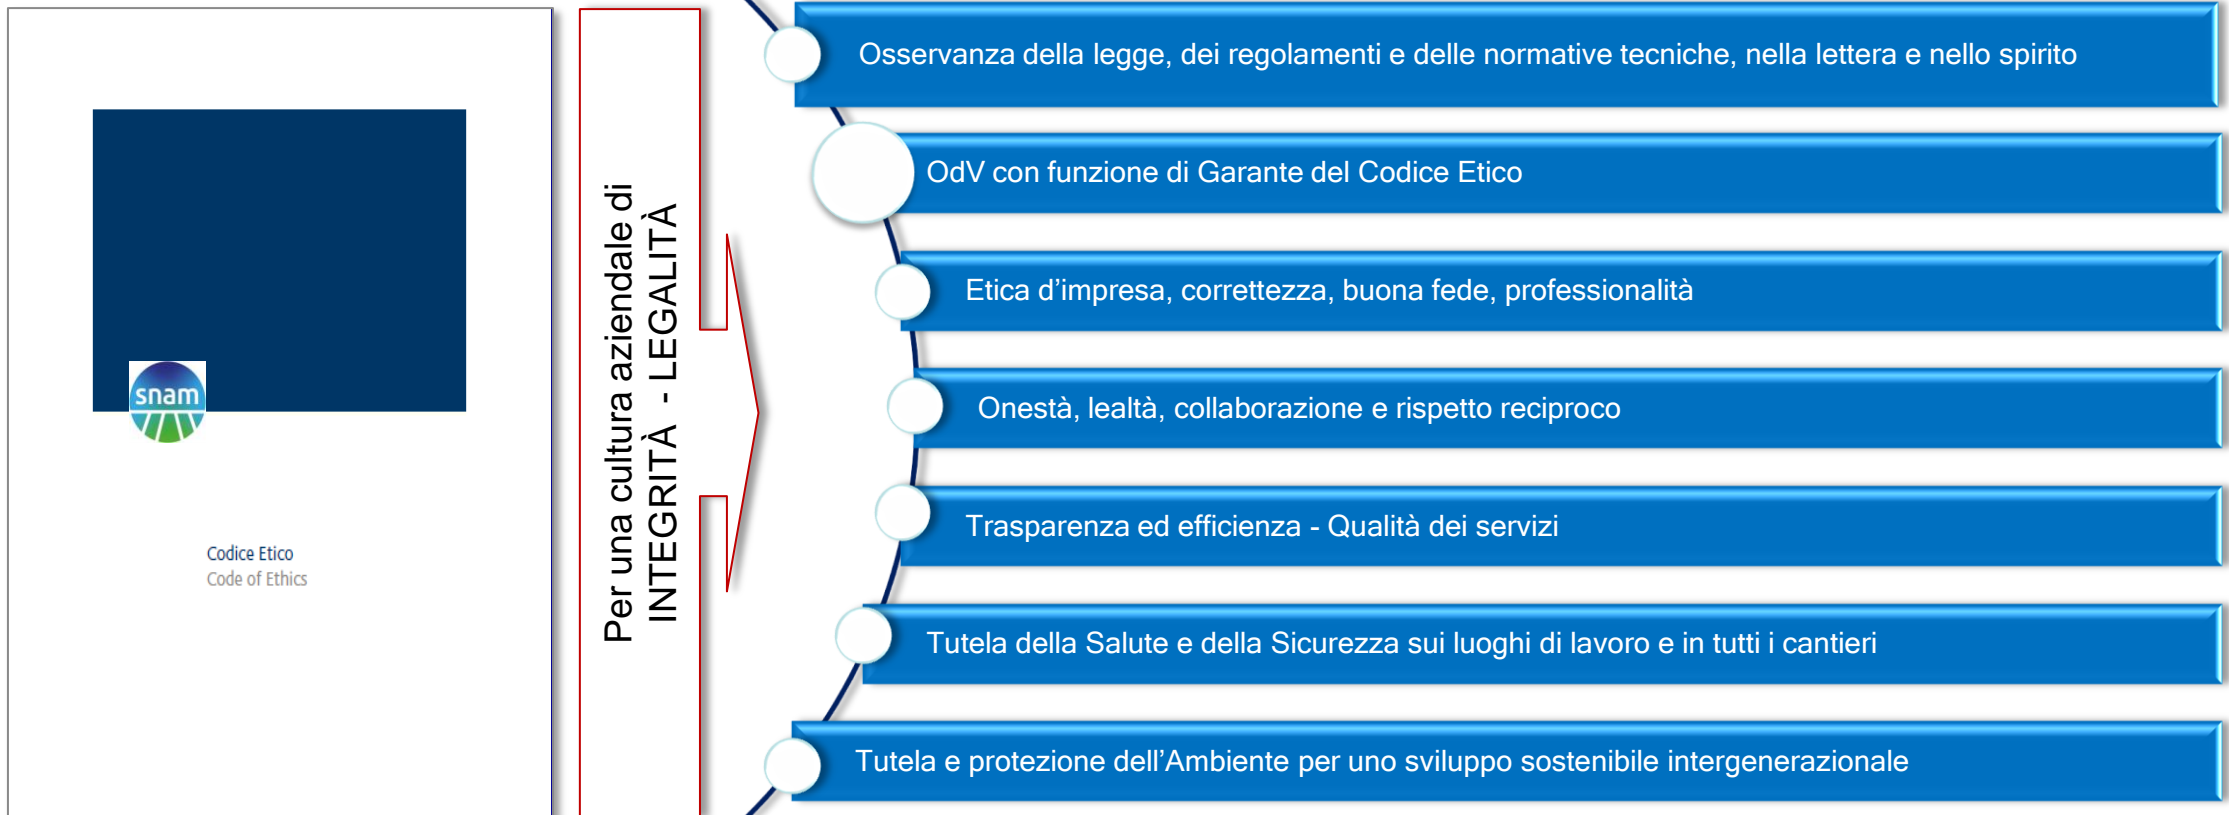 snam
Codice Etico
Code of Ethics
Per una cultura aziendale di
INTEGRITÀ - LEGALITÀ
Osservanza della legge, dei regolamenti e delle normative tecniche, nella lettera e nello spirito
OdV con funzione di Garante del Codice Etico
Etica d’impresa, correttezza, buona fede, professionalità
Onestà, lealtà, collaborazione e rispetto reciproco
Trasparenza ed efficienza - Qualità dei servizi
Tutela della Salute e della Sicurezza sui luoghi di lavoro e in tutti i cantieri
Tutela e protezione dell’Ambiente per uno sviluppo sostenibile intergenerazionale